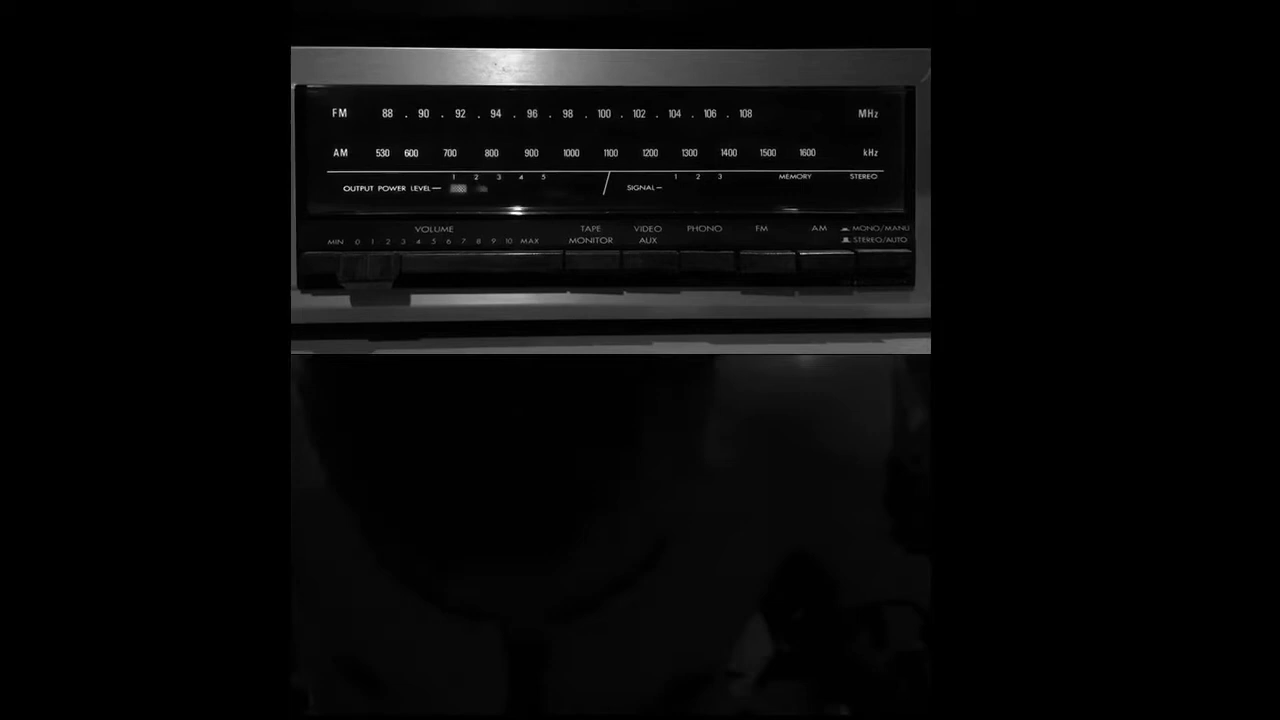 FM 88 . 90 . 92 . 94 . 96 . 98 . 100 . 102 . 104 . 106 . 108 MHz
AM 530 600 700 800 900 1000 1100 1200 1300 1400 1500 1600 kHz
1 2 3 4 5 1 2 3 MEMORY STEREO
OUTPUT POWER LEVEL— SIGNAL—
VOLUME TAPE VIDEO PHONO FM AM MONO/MANU
MIN 0 1 2 3 4 5 6 7 8 9 10 MAX MONITOR AUX STEREO/AUTO